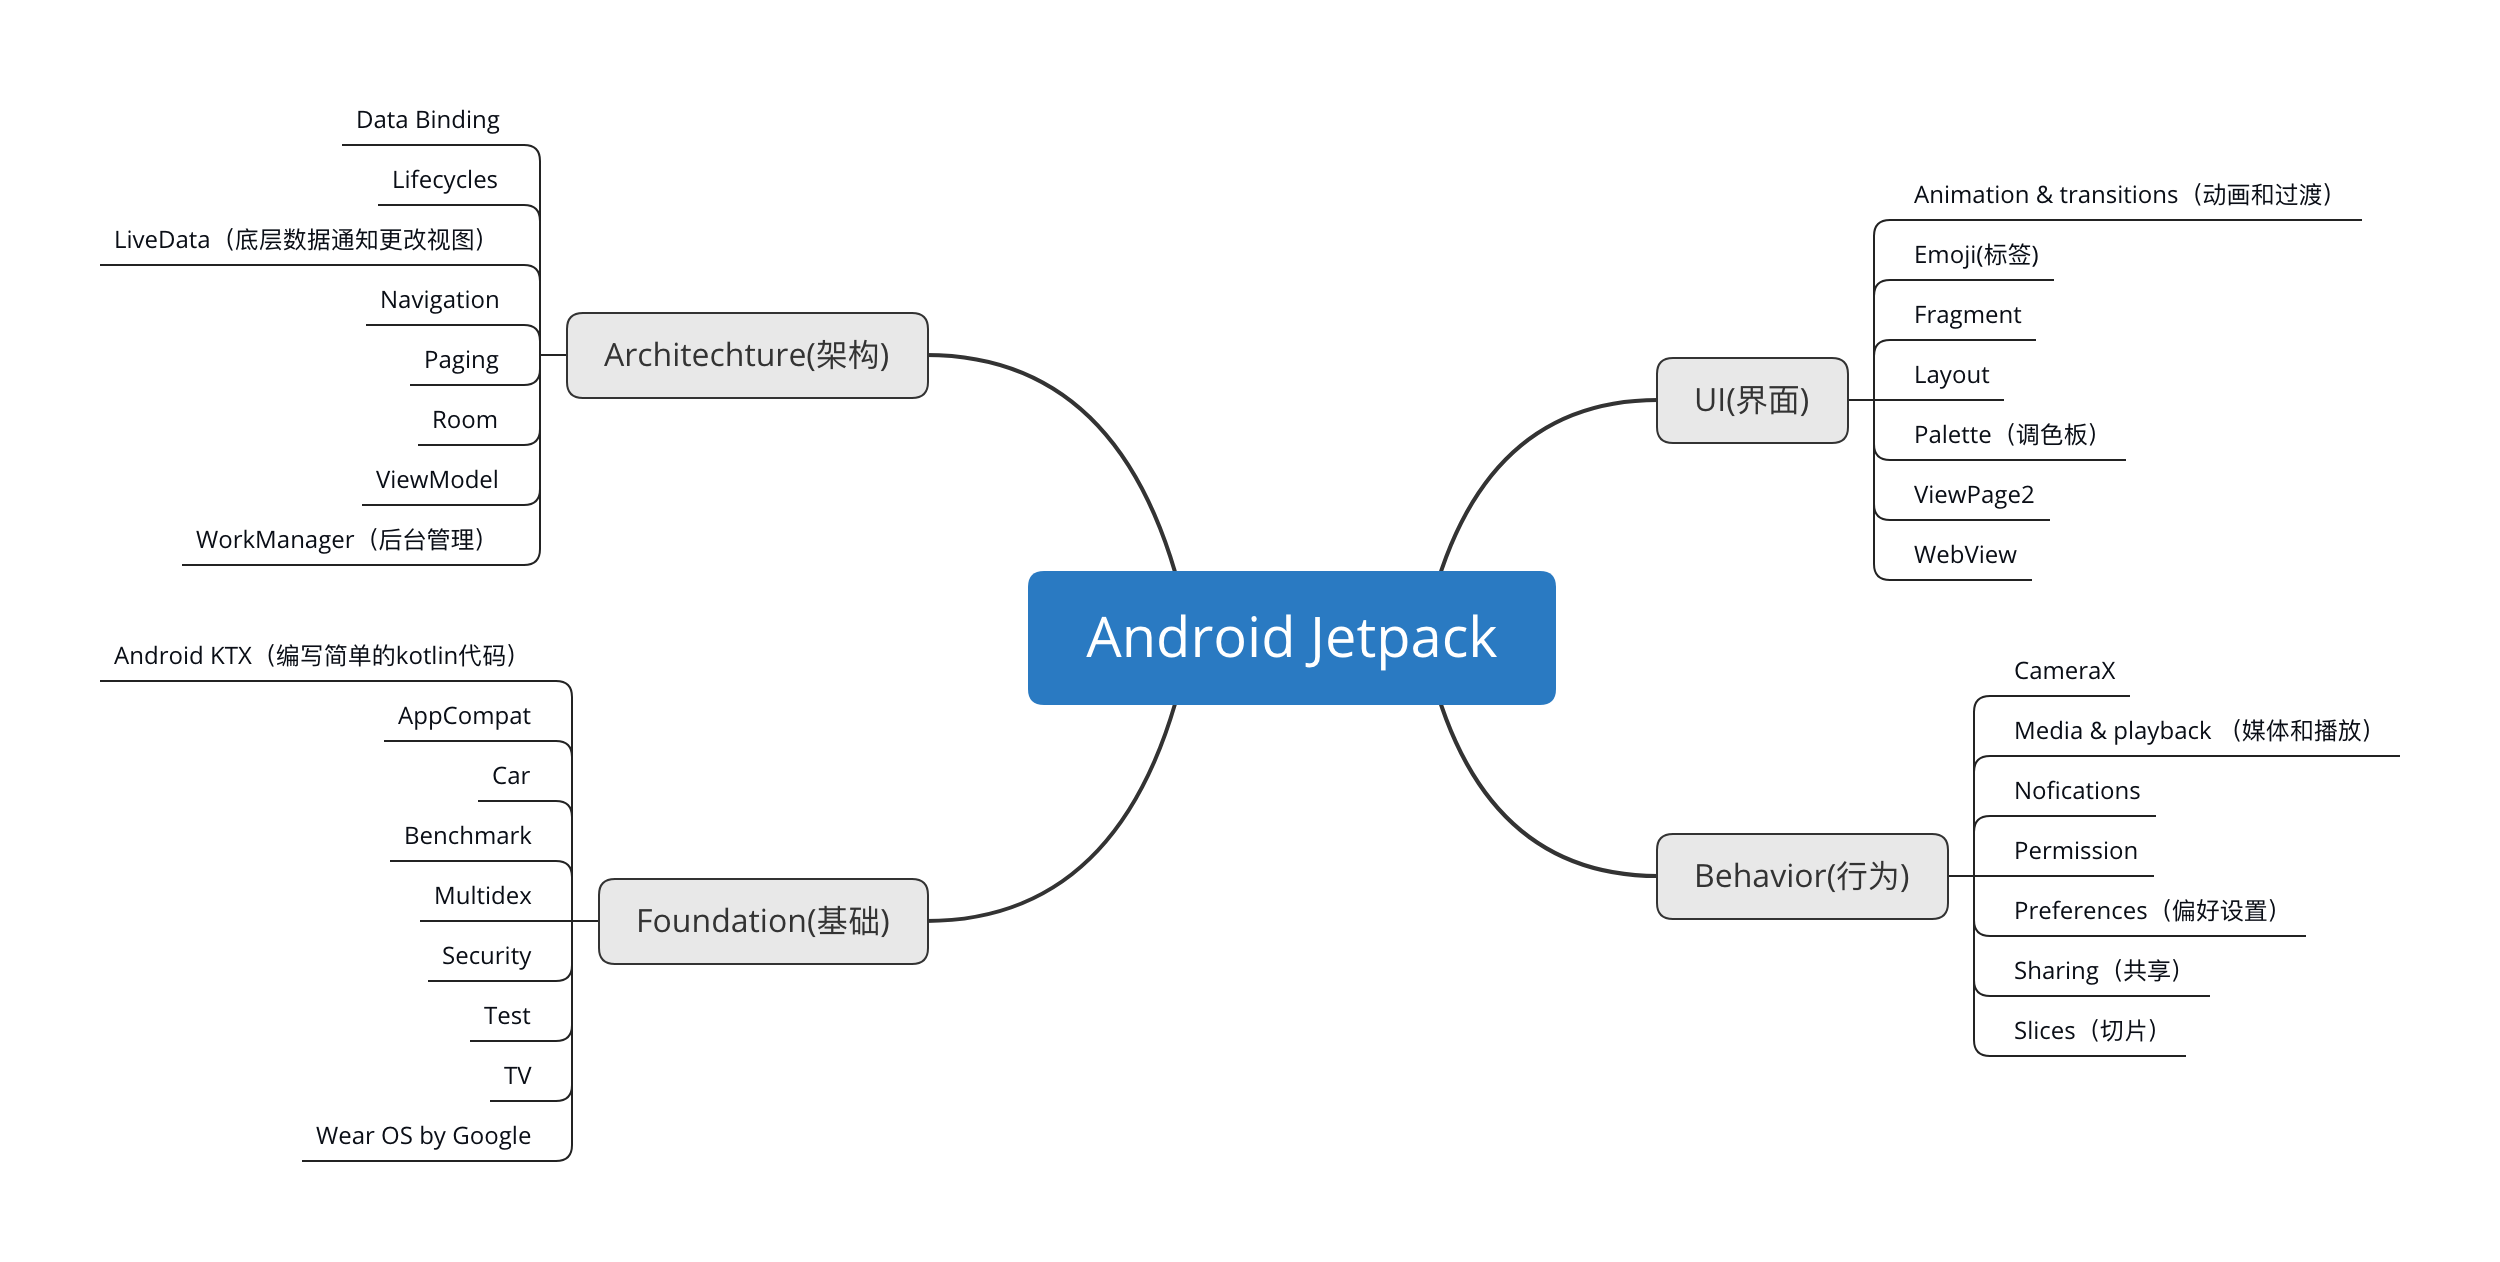 Android Jetpack
Architechture(架构)
Data Binding
Lifecycles
LiveData（底层数据通知更改视图）
Navigation
Paging
Room
ViewModel
WorkManager（后台管理）
Foundation(基础)
Android KTX（编写简单的kotlin代码）
AppCompat
Car
Benchmark
Multidex
Security
Test
TV
Wear OS by Google
UI(界面)
Animation & transitions（动画和过渡）
Emoji(标签)
Fragment
Layout
Palette（调色板）
ViewPage2
WebView
Behavior(行为)
CameraX
Media & playback （媒体和播放）
Nofications
Permission
Preferences（偏好设置）
Sharing（共享）
Slices（切片）